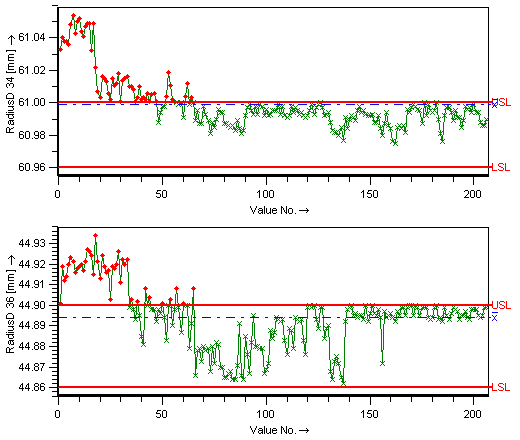 RadiusD 34 [mm] →
61.04
61.02
61.00
60.98
60.96
USL
X
LSL
0 50 100 150 200
Value No. →
RadiusD 36 [mm] →
44.93
44.92
44.91
44.90
44.89
44.88
44.87
44.86
USL
X
LSL
0 50 100 150 200
Value No. →